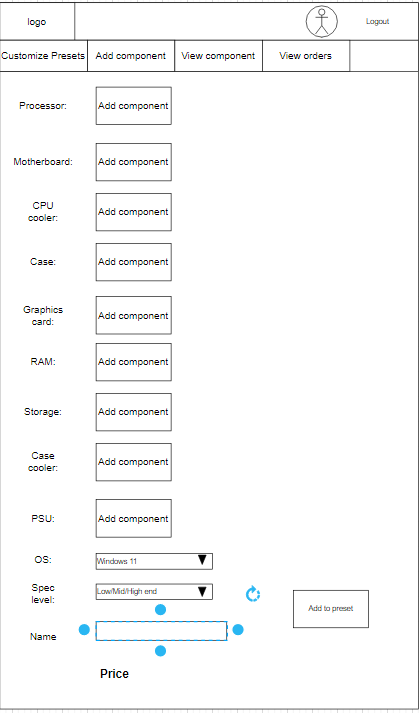 logo
Logout
Customize Presets
Add component
View component
View orders
Processor:
Add component
Motherboard:
Add component
CPU
cooler:
Add component
Case:
Add component
Graphics
card:
Add component
RAM:
Add component
Storage:
Add component
Case
cooler:
Add component
PSU:
Add component
OS:
Windows 11
Spec
level:
Low/Mid/High end
Add to preset
Name
Price